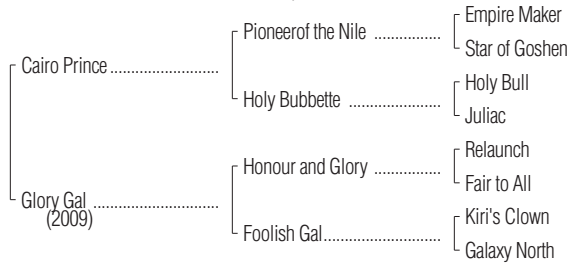 Empire Maker
Pioneerof the Nile ................
Star of Goshen
Cairo Prince ..........................
Holy Bull
Holy Bubbette ......................
Juliac
Relaunch
Honour and Glory .................
Fair to All
Glory Gal ..............................
(2009)
Kiri's Clown
Foolish Gal............................
Galaxy North